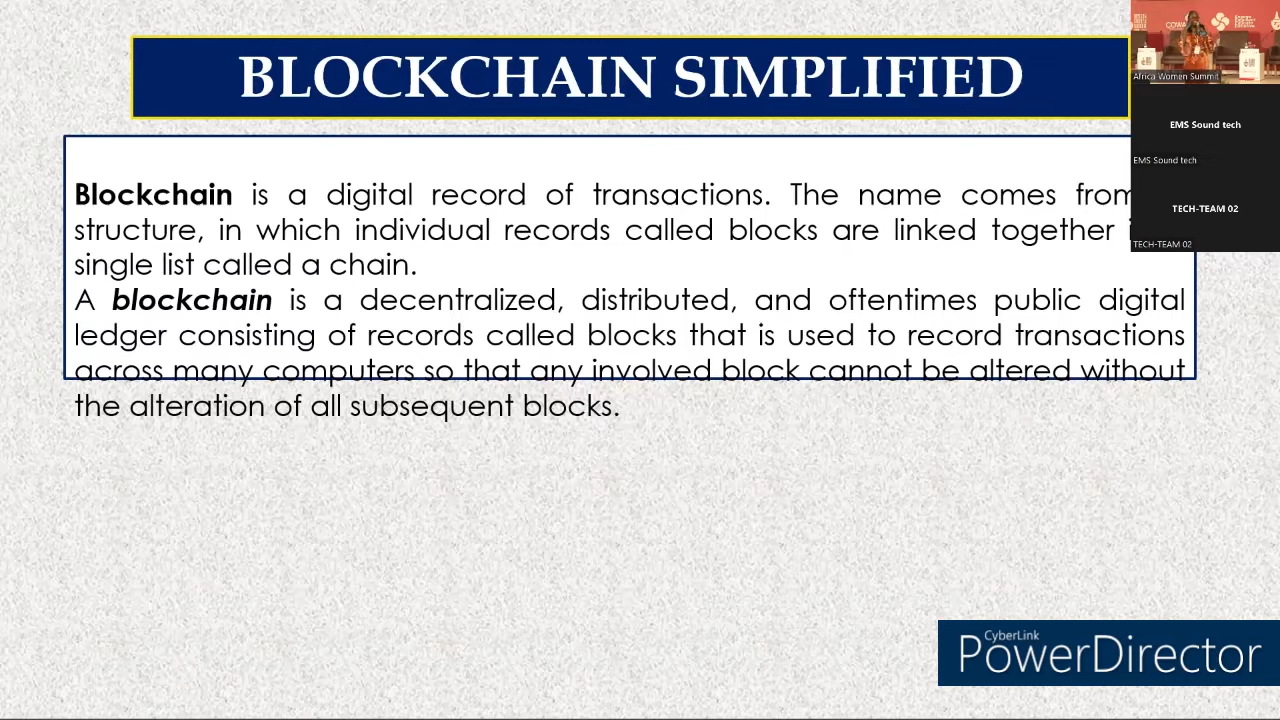 BLOCKCHAIN SIMPLIFIED
Blockchain is a digital record of transactions. The name comes from
structure, in which individual records called blocks are linked together
single list called a chain.
A blockchain is a decentralized, distributed, and oftentimes public digital
ledger consisting of records called blocks that is used to record transactions
across many computers so that any involved block cannot be altered without
the alteration of all subsequent blocks.
Africa Women Summit
EMS Sound tech
EMS Sound tech
TECH-TEAM 02
TECH-TEAM 02
CyberLink
PowerDirector